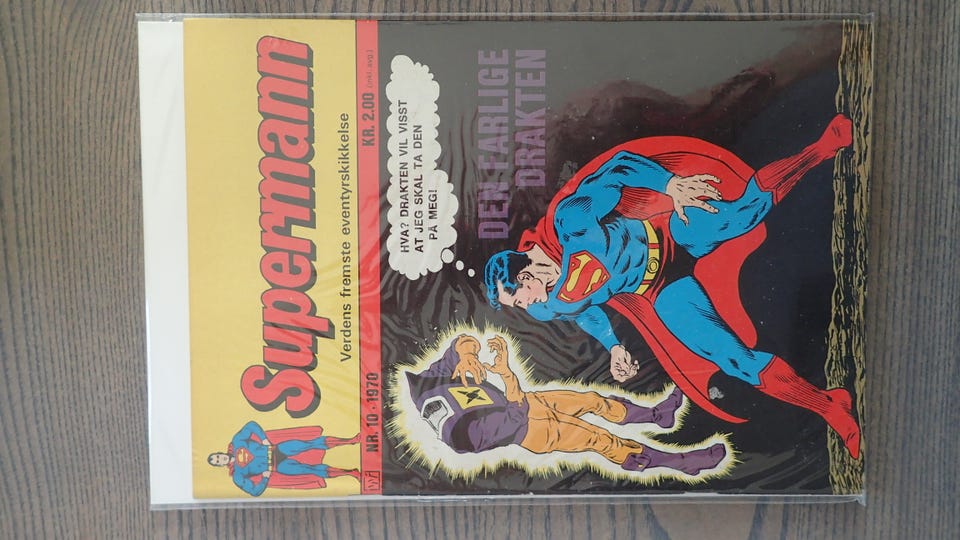 Supermann
Verdens fremste eventyrskikkelse
NR. 10 · 1970
KR. 2.00 (inkl. avg.)
HVA? DRAKTEN VIL VISST
AT JEG SKAL TA DEN
PÅ MEG!
DEN FARLIGE
DRAKTEN
S